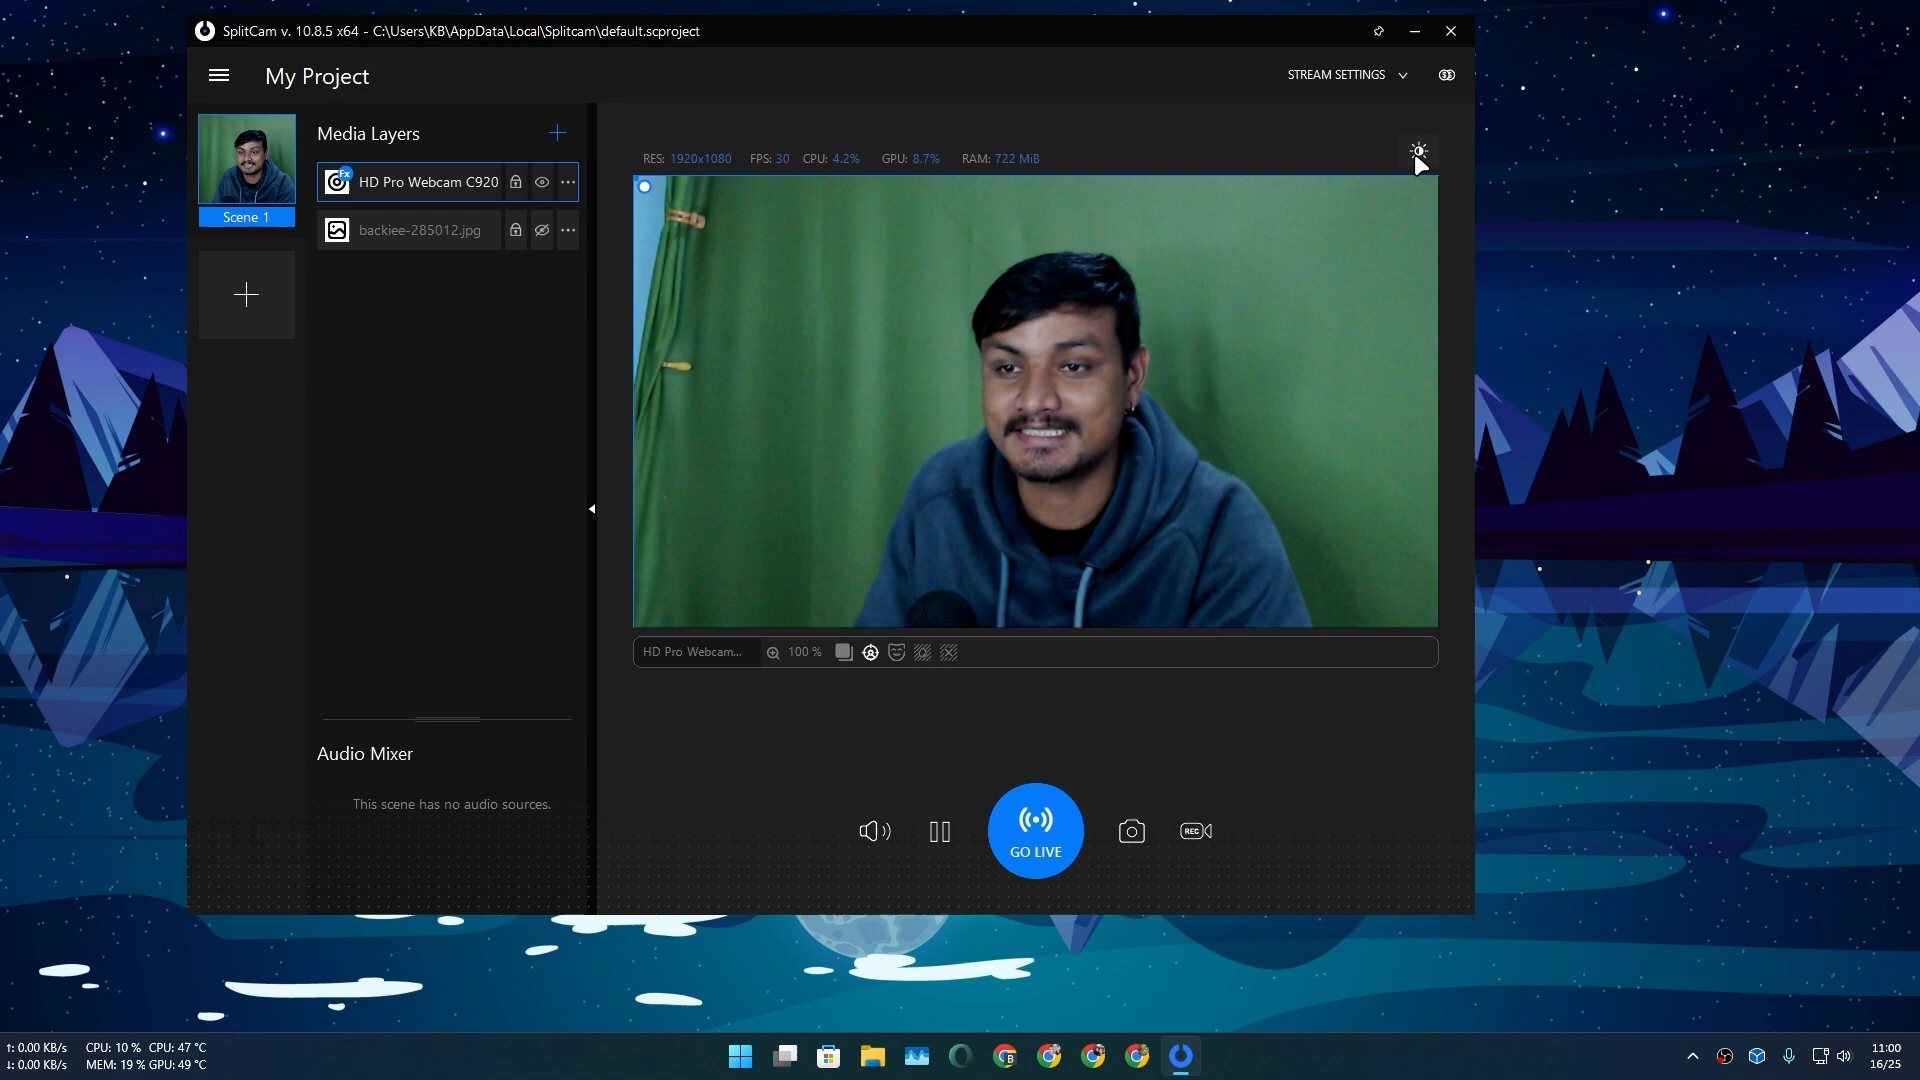 SplitCam v. 10.8.5 x64 - C:\Users\KB\AppData\Local\Splitcam\default.scproject
My Project
STREAM SETTINGS
Media Layers
RES: 1920x1080 FPS: 30 CPU: 4.2% GPU: 8.7% RAM: 722 MiB
Fx
HD Pro Webcam C920
Scene 1
backiee-285012.jpg
HD Pro Webcam... 100 %
Audio Mixer
This scene has no audio sources.
GO LIVE
REC
↑: 0.00 KB/s CPU: 10 % CPU: 47 °C
↓: 0.00 KB/s MEM: 19 % GPU: 49 °C
B
11:00
16/25